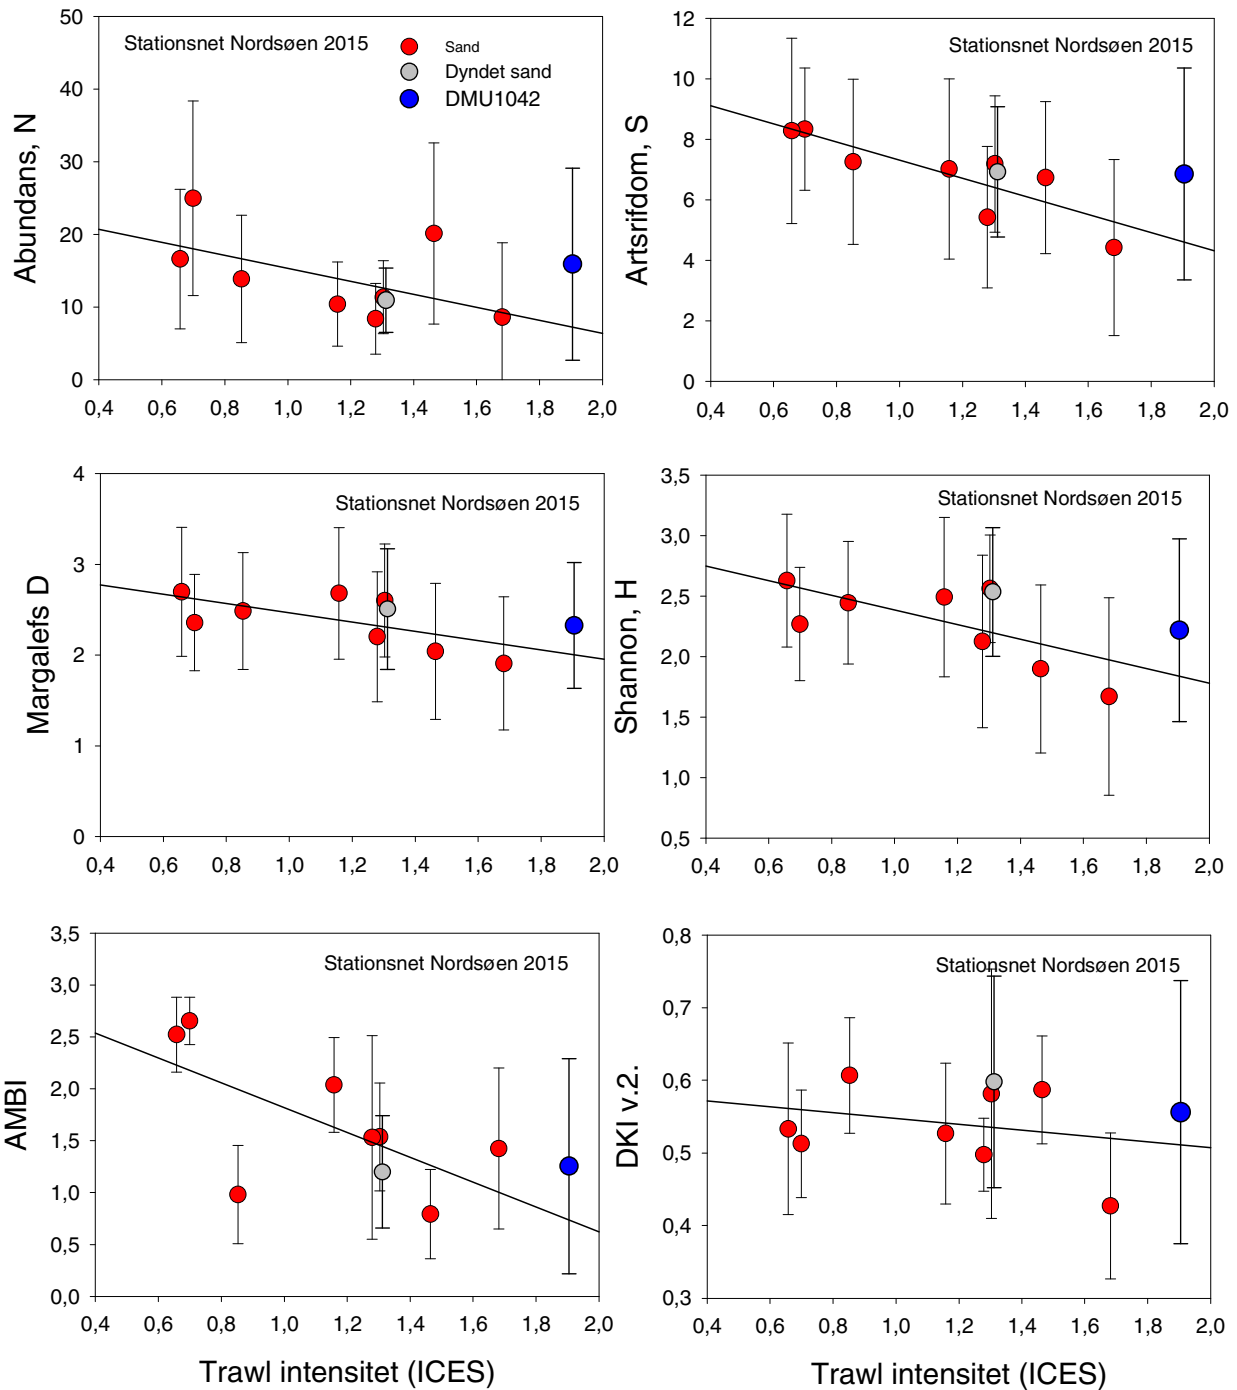 Abundans, N
50
40
30
20
10
0
Stationsnet Nordsøen 2015
Sand
Dyndet sand
DMU1042
0,4 0,6 0,8 1,0 1,2 1,4 1,6 1,8 2,0
Artsrifdom, S
12
10
8
6
4
2
0
Stationsnet Nordsøen 2015
0,4 0,6 0,8 1,0 1,2 1,4 1,6 1,8 2,0
Margalefs D
4
3
2
1
0
Stationsnet Nordsøen 2015
0,4 0,6 0,8 1,0 1,2 1,4 1,6 1,8 2,0
Shannon, H
3,5
3,0
2,5
2,0
1,5
1,0
0,5
Stationsnet Nordsøen 2015
0,4 0,6 0,8 1,0 1,2 1,4 1,6 1,8 2,0
AMBI
3,5
3,0
2,5
2,0
1,5
1,0
0,5
0,0
Stationsnet Nordsøen 2015
0,4 0,6 0,8 1,0 1,2 1,4 1,6 1,8 2,0
Trawl intensitet (ICES)
DKI v.2.
0,8
0,7
0,6
0,5
0,4
0,3
Stationsnet Nordsøen 2015
0,4 0,6 0,8 1,0 1,2 1,4 1,6 1,8 2,0
Trawl intensitet (ICES)